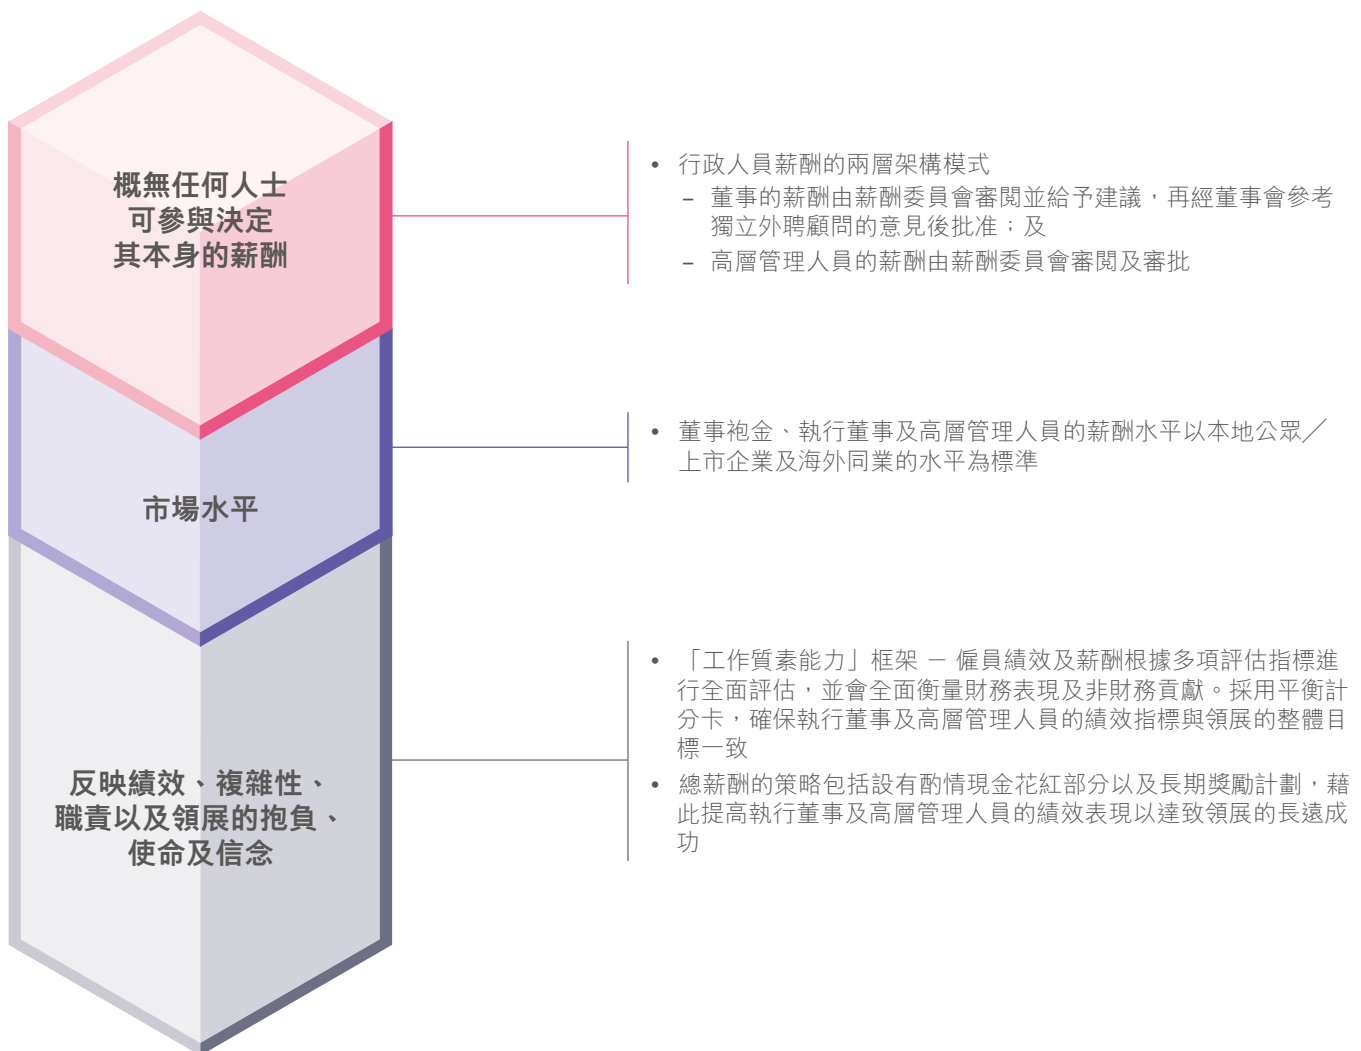 概無任何人士
可參與決定
其本身的薪酬
• 行政人員薪酬的兩層架構模式
– 董事的薪酬由薪酬委員會審閱並給予建議，再經董事會參考
獨立外聘顧問的意見後批准；及
– 高層管理人員的薪酬由薪酬委員會審閱及審批
市場水平
• 董事袍金、執行董事及高層管理人員的薪酬水平以本地公眾╱
上市企業及海外同業的水平為標準
反映績效、複雜性、
職責以及領展的抱負、
使命及信念
• 「工作質素能力」框架 － 僱員績效及薪酬根據多項評估指標進
行全面評估，並會全面衡量財務表現及非財務貢獻。採用平衡計
分卡，確保執行董事及高層管理人員的績效指標與領展的整體目
標一致
• 總薪酬的策略包括設有酌情現金花紅部分以及長期獎勵計劃，藉
此提高執行董事及高層管理人員的績效表現以達致領展的長遠成
功